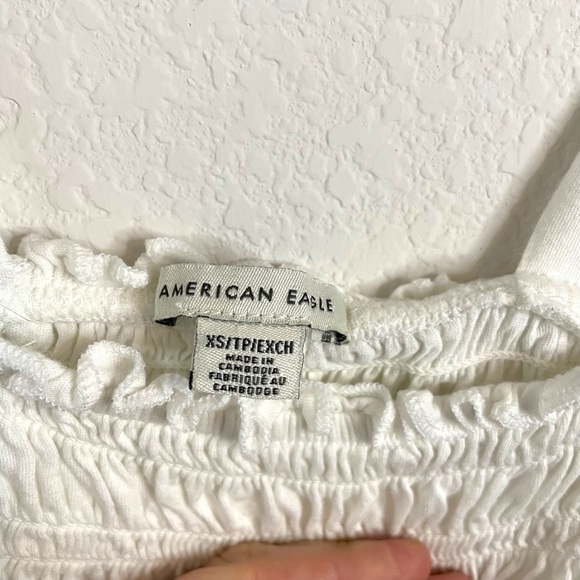 AMERICAN EAGLE
XS/TP/EXCH
MADE IN
CAMBODIA
FABRIQUÉ AU
CAMBODGE